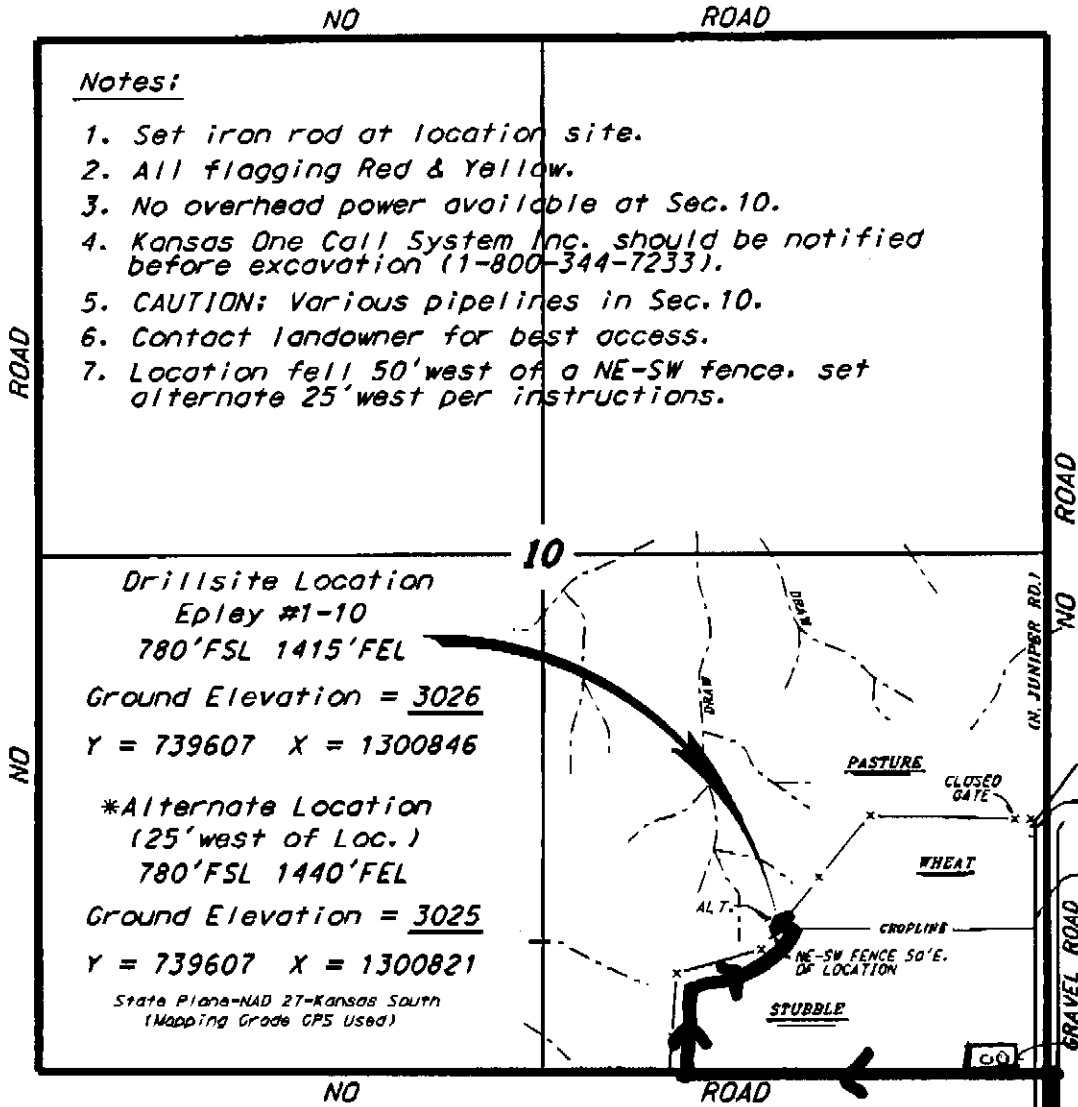 NO ROAD
Notes:
1. Set iron rod at location site.
2. All flagging Red & Yellow.
3. No overhead power available at Sec.10.
4. Kansas One Call System Inc. should be notified
before excavation (1-800-344-7233).
5. CAUTION: Various pipelines in Sec.10.
6. Contact landowner for best access.
7. Location fell 50'west of a NE-SW fence. set
alternate 25'west per instructions.
ROAD
NO
ROAD
NO
10
Drillsite Location
Epley #1-10
780'FSL 1415'FEL
Ground Elevation = 3026
Y = 739607 X = 1300846
*Alternate Location
(25'west of Loc.)
780'FSL 1440'FEL
Ground Elevation = 3025
Y = 739607 X = 1300821
State Plane-NAD 27-Kansas South
(Mapping Grade GPS Used)
DRAW
DRAW
(N. JUNIPER RD.)
PASTURE
CLOSED
GATE
WHEAT
ALT.
CROPLINE
NE-SW FENCE 50'E.
OF LOCATION
STUBBLE
GRAVEL ROAD
NO ROAD